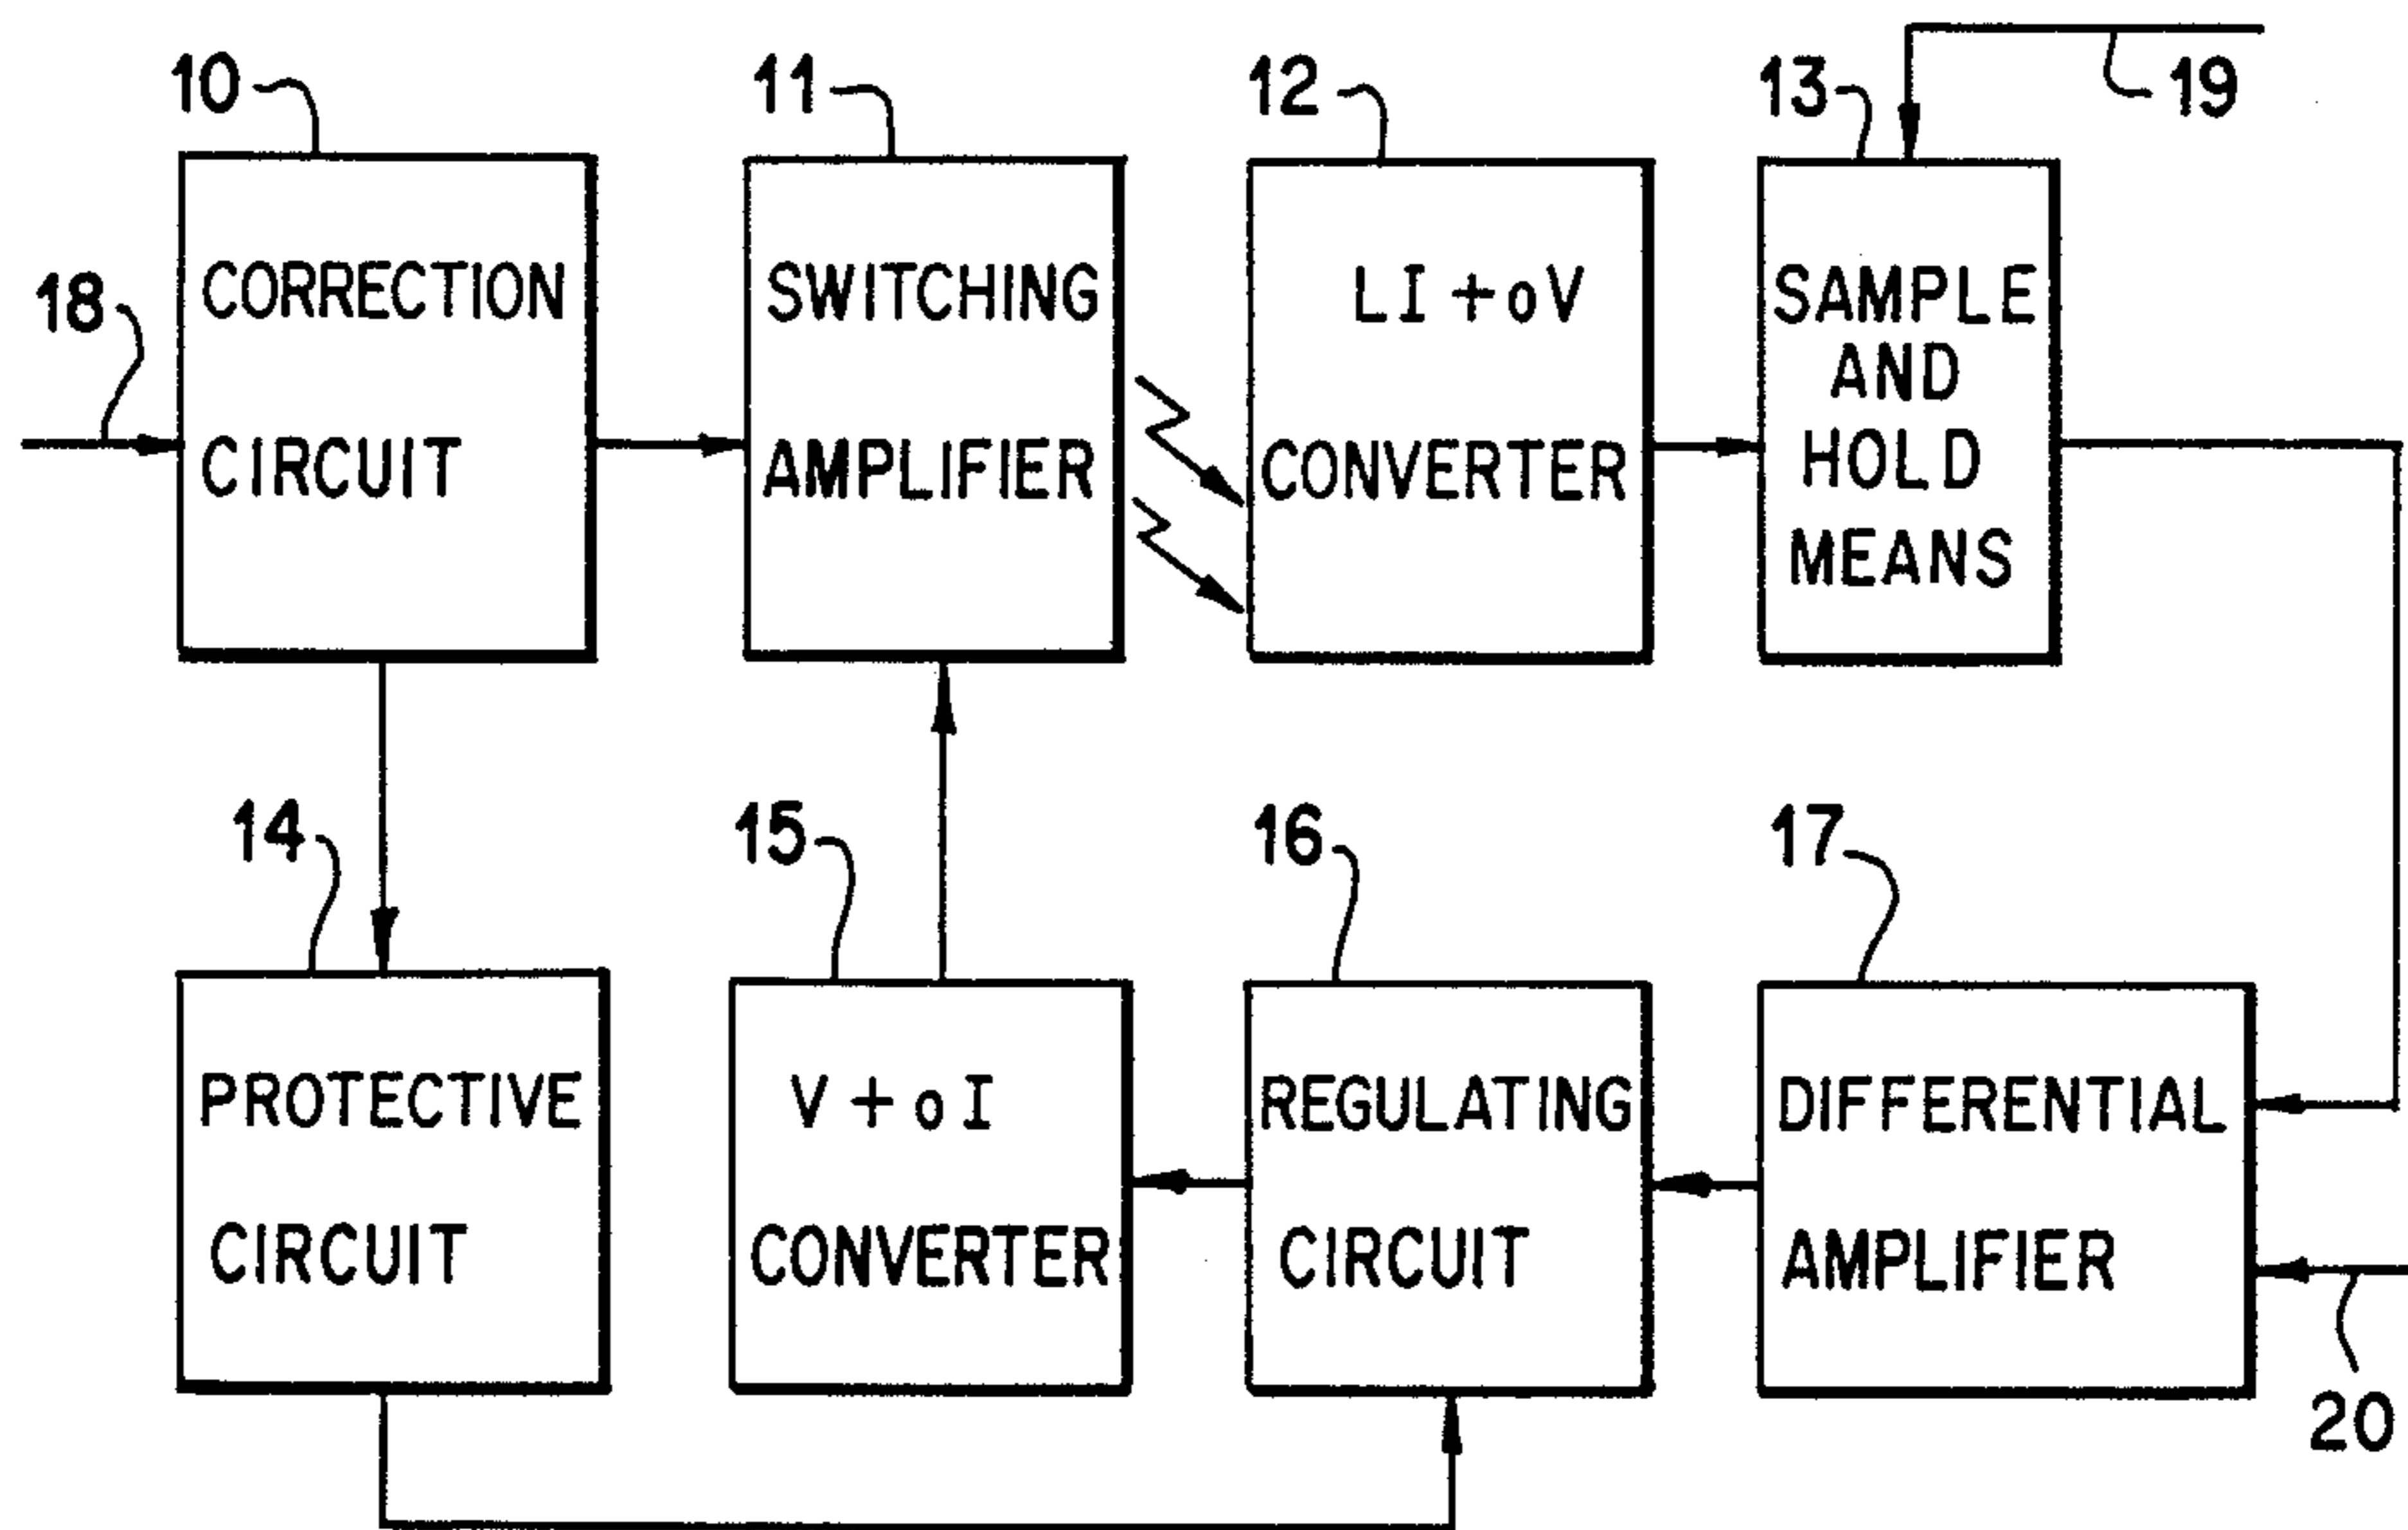 10
11
12
13
19
18
CORRECTION
CIRCUIT
SWITCHING
AMPLIFIER
LI+oV
CONVERTER
SAMPLE
AND
HOLD
MEANS
14
15
16
17
PROTECTIVE
CIRCUIT
V+oI
CONVERTER
REGULATING
CIRCUIT
DIFFERENTIAL
AMPLIFIER
20